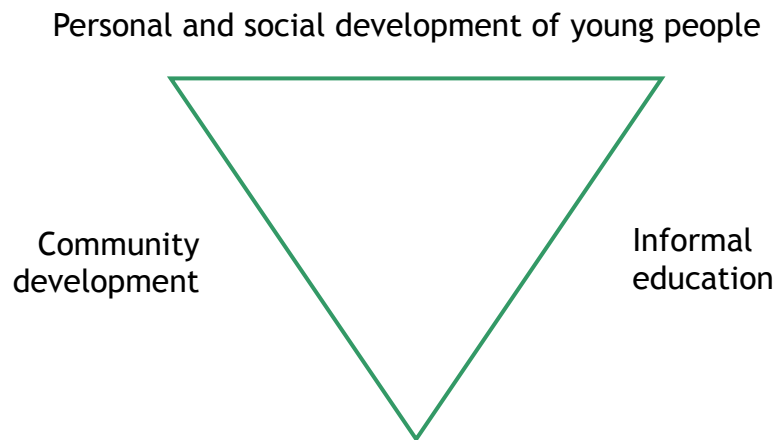 Personal and social development of young people
Community
development
Informal
education